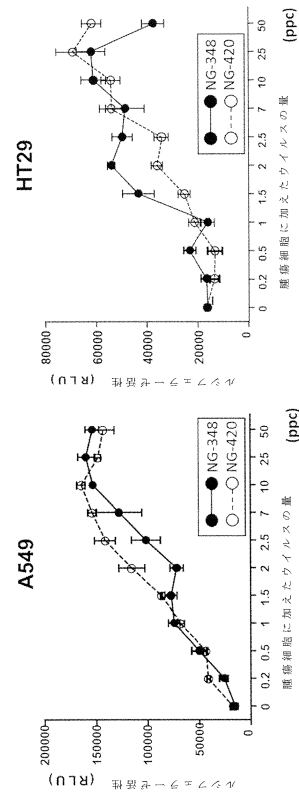 HT29
80000
60000
40000
20000
0
ルシフェラーゼ活性
(RLU)
NG-348
NG-420
0 0.2 0.5 1 1.5 2 2.5 7 10 25 50
(ppc)
腫瘍細胞に加えたウイルスの量
A549
200000
150000
100000
50000
0
ルシフェラーゼ活性
(RLU)
NG-348
NG-420
0 0.2 0.5 1 1.5 2 2.5 7 10 25 50
(ppc)
腫瘍細胞に加えたウイルスの量